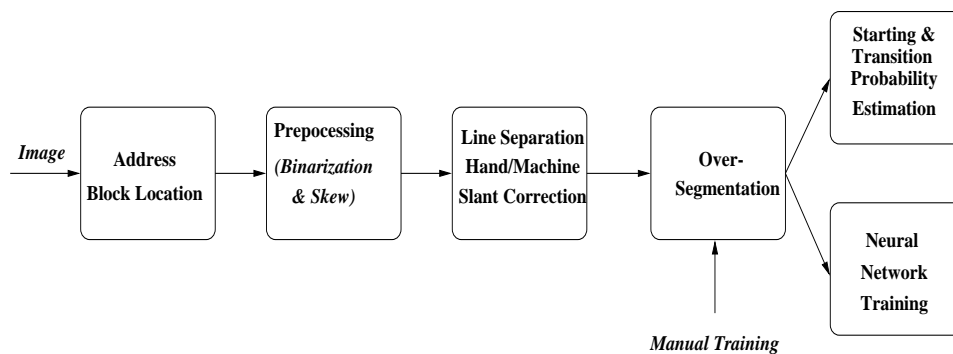 Image
Address
Block Location
Prepocessing
(Binarization
& Skew)
Line Separation
Hand/Machine
Slant Correction
Over-
Segmentation
Manual Training
Starting &
Transition
Probability
Estimation
Neural
Network
Training